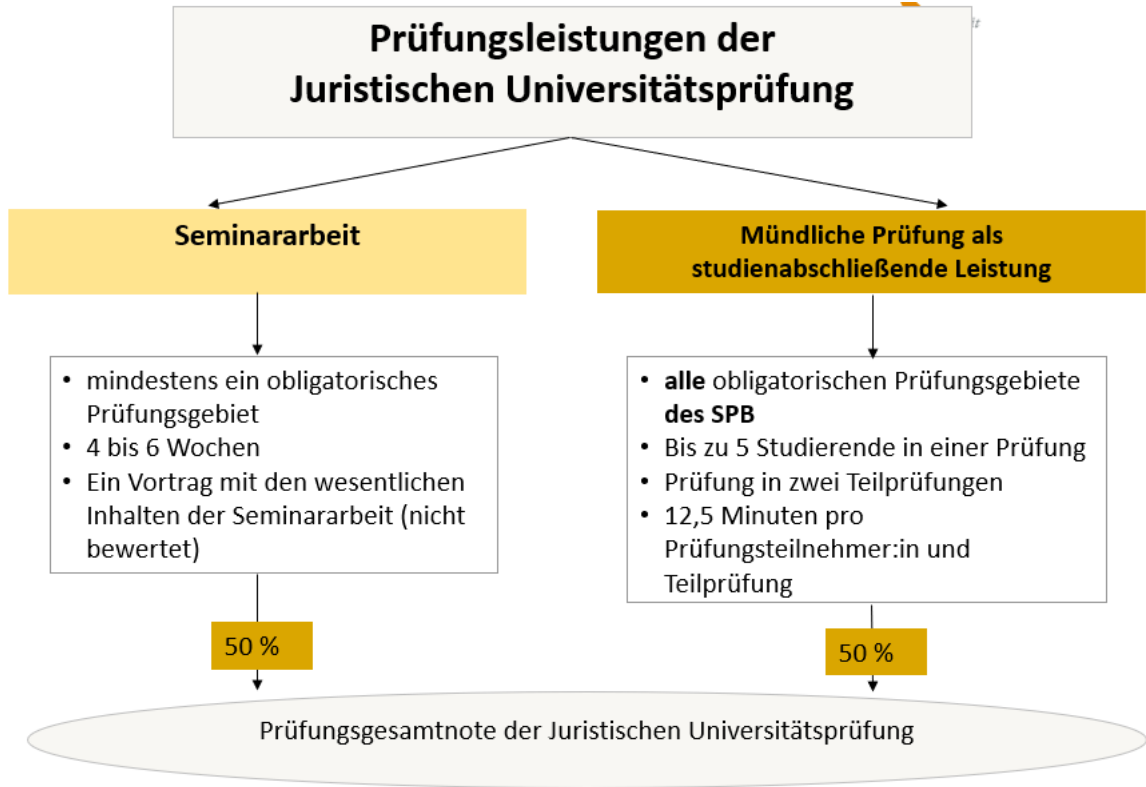 Prüfungsleistungen der
Juristischen Universitätsprüfung
Seminararbeit
Mündliche Prüfung als
studienabschließende Leistung
• mindestens ein obligatorisches
Prüfungsgebiet
• 4 bis 6 Wochen
• Ein Vortrag mit den wesentlichen
Inhalten der Seminararbeit (nicht
bewertet)
• alle obligatorischen Prüfungsgebiete
des SPB
• Bis zu 5 Studierende in einer Prüfung
• Prüfung in zwei Teilprüfungen
• 12,5 Minuten pro
Prüfungsteilnehmer:in und
Teilprüfung
50 %
50 %
Prüfungsgesamtnote der Juristischen Universitätsprüfung